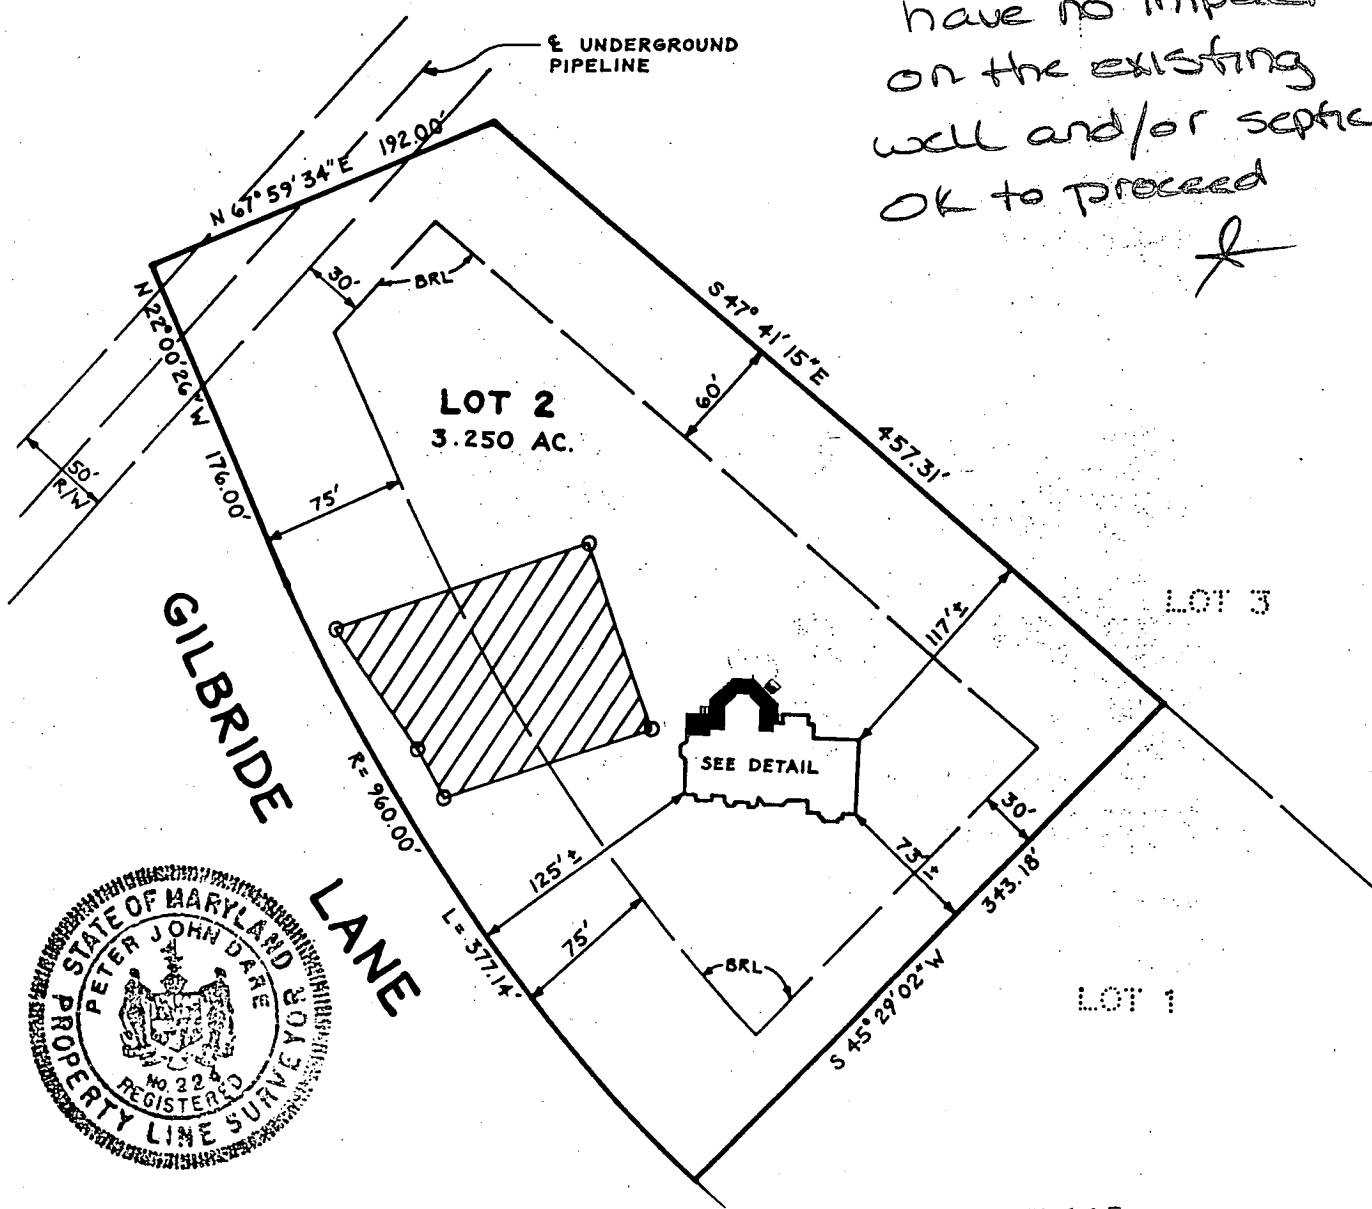 have no impact
on the existing
well and/or septic
OK to proceed
℄ UNDERGROUND
PIPELINE
N 67° 59' 34" E 192.00'
N 22° 00' 26" W 176.00'
30'
BRL
S 47° 41' 15" E 457.31'
60'
LOT 2
3.250 AC.
50'
R/W
75'
117' ±
LOT 3
SEE DETAIL
GILBRIDE LANE
R= 960.00'
L= 377.14'
125' ±
75'
73' ±
30'
343.18'
S 45° 29' 02" W
BRL
LOT 1
STATE OF MARYLAND
PETER JOHN DARE
NO. 224
REGISTERED
PROPERTY LINE SURVEYOR